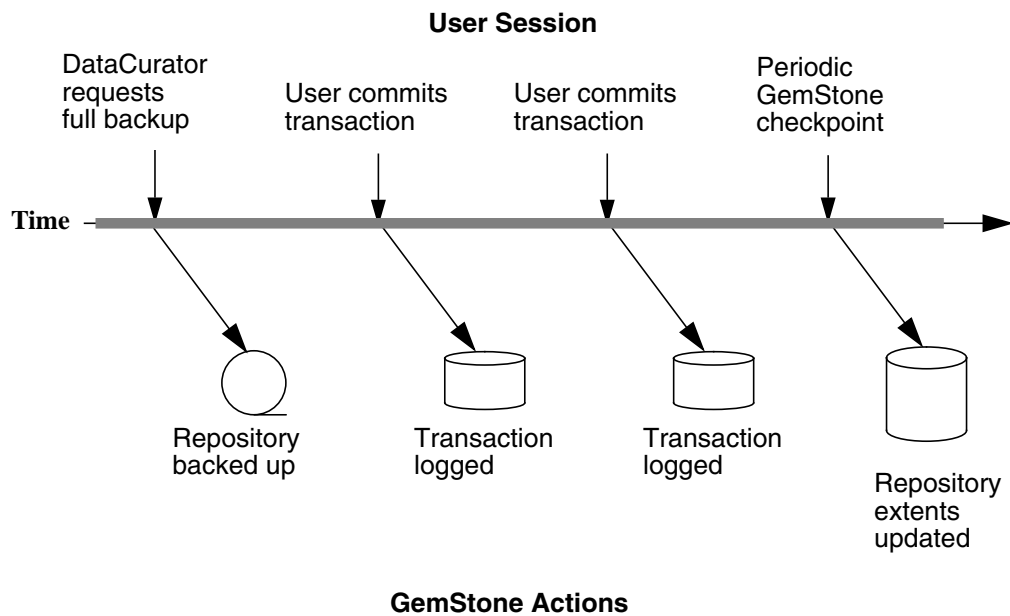 User Session
DataCurator
requests
full backup
User commits
transaction
User commits
transaction
Periodic
GemStone
checkpoint
Time
Repository
backed up
Transaction
logged
Transaction
logged
Repository
extents
updated
GemStone Actions